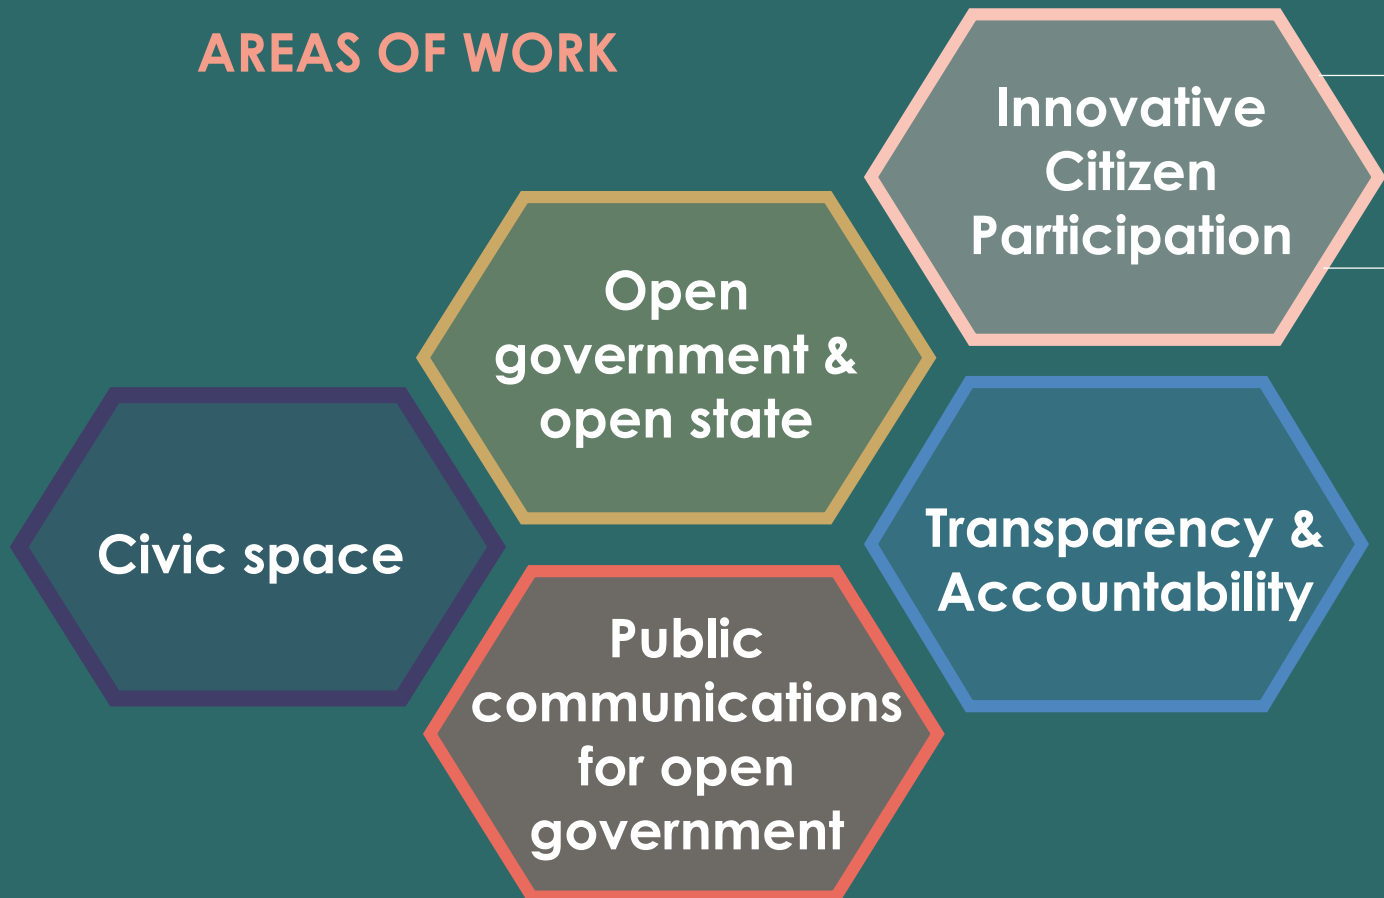 AREAS OF WORK
Innovative
Citizen
Participation
Open
government &
open state
Civic space
Transparency &
Accountability
Public
communications
for open
government